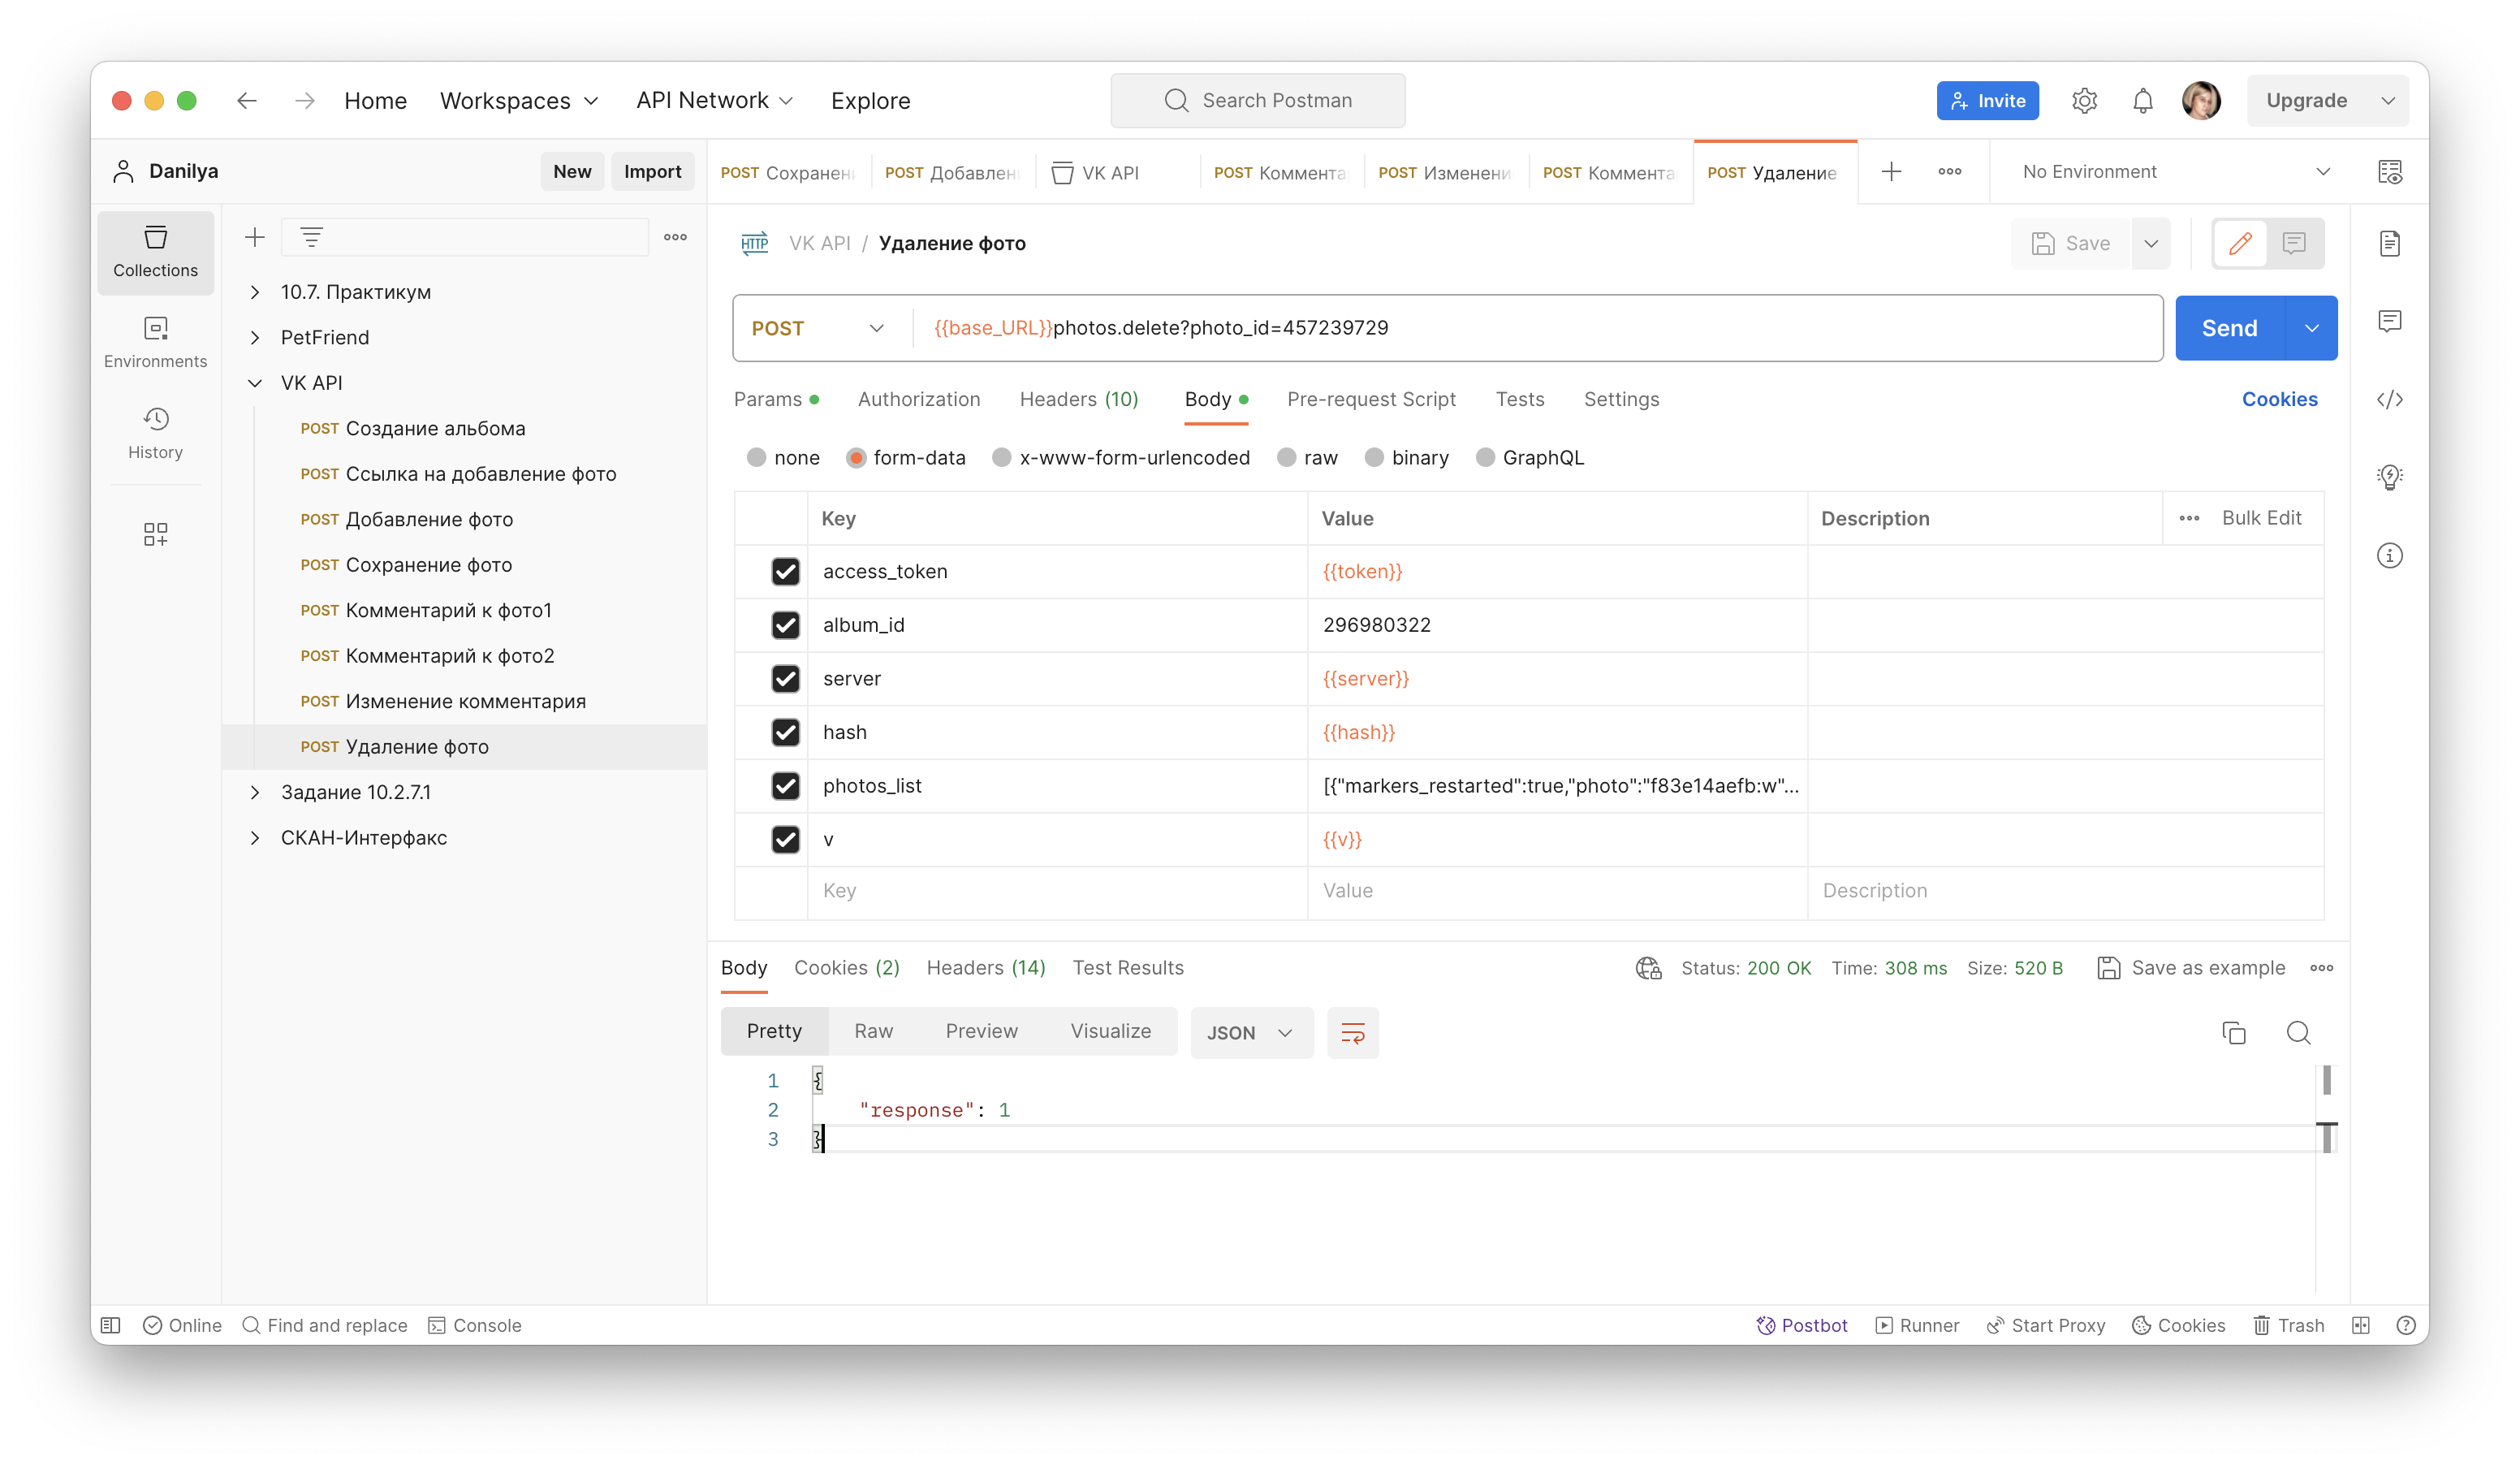 Home Workspaces API Network Explore Search Postman Invite Upgrade
Danilya New Import
POST Сохранен POST Добавлен VK API POST Коммента POST Изменени POST Коммента POST Удаление No Environment
Collections
Environments
History
10.7. Практикум
PetFriend
VK API
POST Создание альбома
POST Ссылка на добавление фото
POST Добавление фото
POST Сохранение фото
POST Комментарий к фото1
POST Комментарий к фото2
POST Изменение комментария
POST Удаление фото
Задание 10.2.7.1
СКАН-Интерфакс
HTTP VK API / Удаление фото Save
POST {{base_URL}}photos.delete?photo_id=457239729 Send
Params Authorization Headers (10) Body Pre-request Script Tests Settings Cookies
none form-data x-www-form-urlencoded raw binary GraphQL
Key Value Description Bulk Edit
access_token {{token}}
album_id 296980322
server {{server}}
hash {{hash}}
photos_list [{"markers_restarted":true,"photo":"f83e14aefb:w"...
v {{v}}
Key Value Description
Body Cookies (2) Headers (14) Test Results Status: 200 OK Time: 308 ms Size: 520 B Save as example
Pretty Raw Preview Visualize JSON
1 {
2 "response": 1
3 }
Online Find and replace Console Postbot Runner Start Proxy Cookies Trash